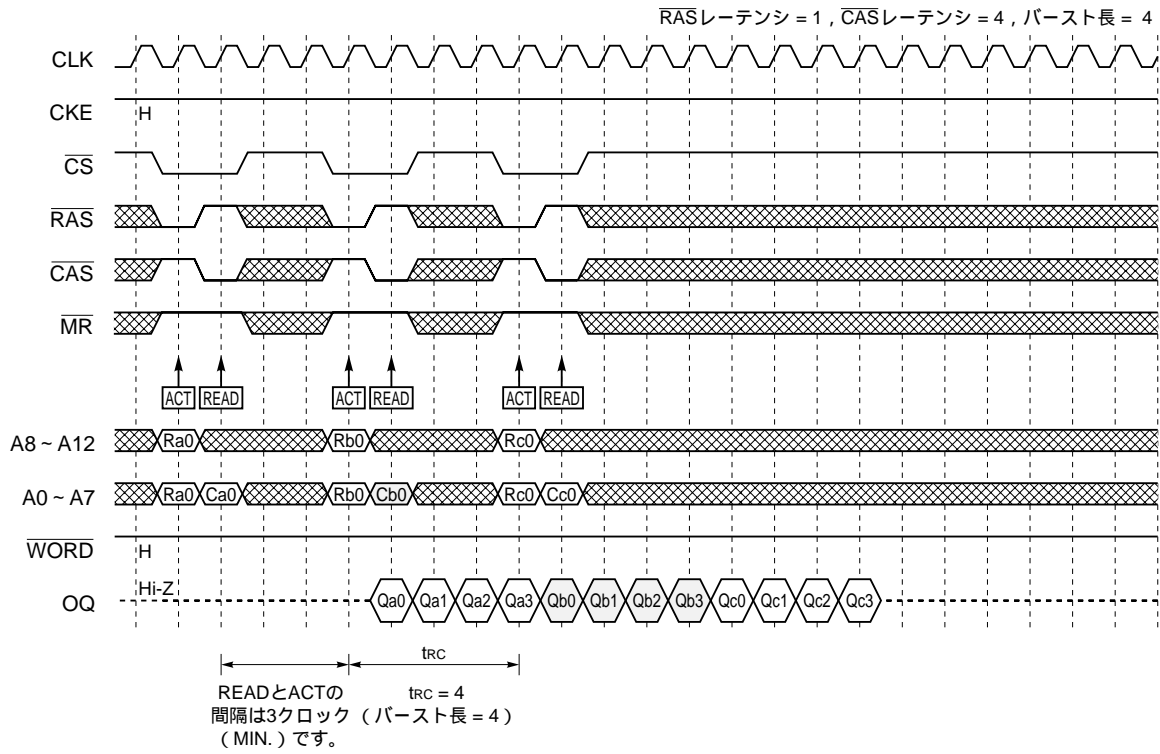 RASレーテンシ = 1 , CASレーテンシ = 4 , バースト長 = 4
CLK
CKE H
CS
RAS
CAS
MR
ACT READ ACT READ ACT READ
A8 ~ A12 Ra0 Rb0 Rc0
A0 ~ A7 Ra0 Ca0 Rb0 Cb0 Rc0 Cc0
WORD H
OQ Hi-Z Qa0 Qa1 Qa2 Qa3 Qb0 Qb1 Qb2 Qb3 Qc0 Qc1 Qc2 Qc3
tRC
READとACTの tRC = 4
間隔は3クロック ( バースト長 = 4 )
( MIN. ) です。